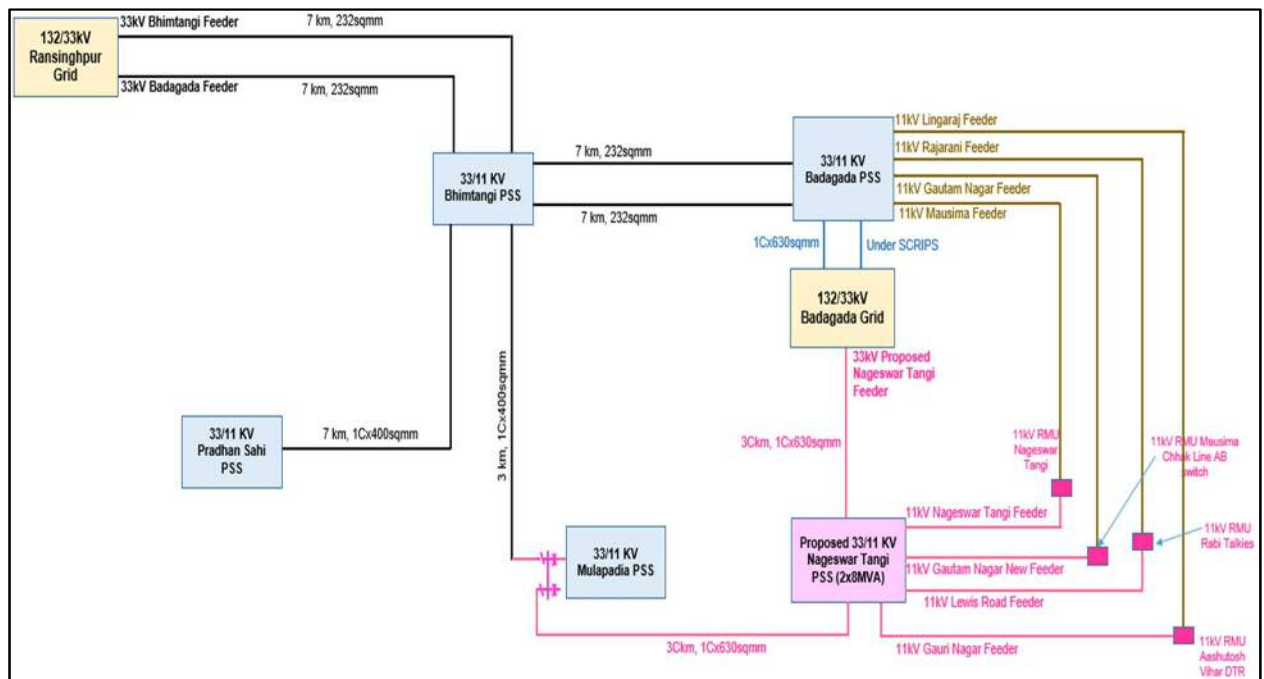 132/33kV
Ransinghpur
Grid
33kV Bhimtangi Feeder
7 km, 232sqmm
33kV Badagada Feeder
7 km, 232sqmm
33/11 KV
Bhimtangi PSS
7 km, 232sqmm
7 km, 232sqmm
33/11 KV
Badagada PSS
11kV Lingaraj Feeder
11kV Rajarani Feeder
11kV Gautam Nagar Feeder
11kV Mausima Feeder
1Cx630sqmm
Under SCRIPS
132/33kV
Badagada Grid
33kV Proposed
Nageswar Tangi
Feeder
3Ckm, 1Cx630sqmm
33/11 KV
Pradhan Sahi
PSS
7 km, 1Cx400sqmm
3 km, 1Cx400sqmm
11kV RMU
Nageswar
Tangi
11kV RMU Mausima
Chhak Line AB
switch
11kV RMU
Rabi Talkies
33/11 KV
Mulapadia PSS
Proposed 33/11 KV
Nageswar Tangi
PSS (2x8MVA)
11kV Nageswar Tangi Feeder
11kV Gautam Nagar New Feeder
11kV Lewis Road Feeder
3Ckm, 1Cx630sqmm
11kV Gauri Nagar Feeder
11kV RMU
Aashutosh
Vihar DTR